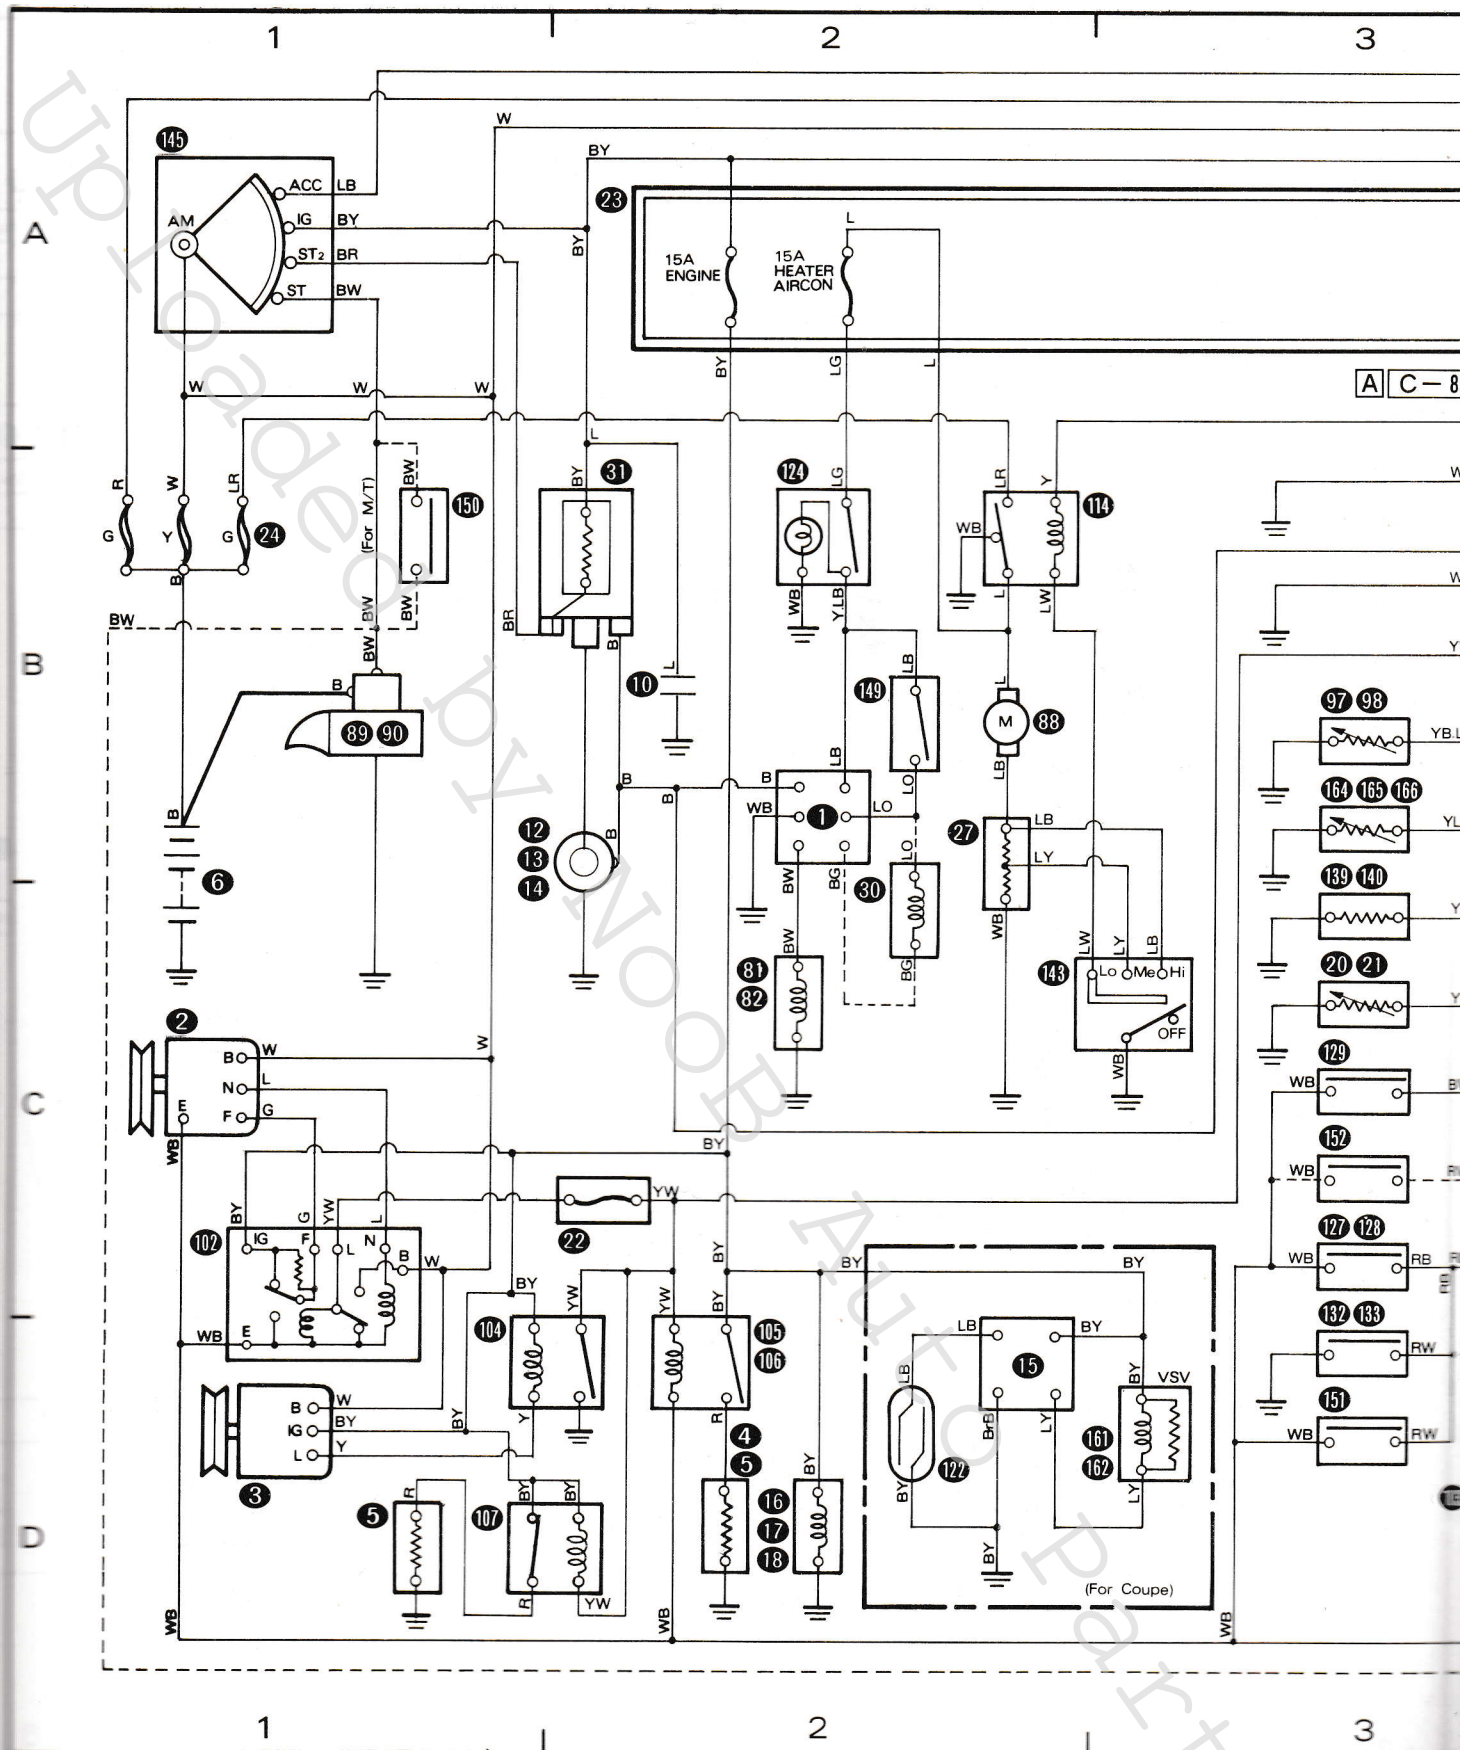 1 2 3
Uploaded by NooB Auto Parts
W
BY
145
23
A
AM
ACC LB
IG BY
ST2 BR
ST BW
BY
L
15A
ENGINE
15A
HEATER
AIRCON
BY LG L
A C-8
W W W
L
R W LR
BW
BY
LG
LR Y
G Y G 24
(For M/T)
150
31
124
WB 114
B
BW BW
BR
B
WB
Y.LB
L LW
BW
B
BW
B
L
10
LB
149
L
M 88
97 98
YB.L
89 90
LB
LO
LB
164 165 166
YL
B
B
B
B
WB
LO
1
12
13
14
B
27
LB
LY
6
BW
BG
LO
30
139 140
Y
WB
BW
BG
LW LY LB
81
82
143
Lo Me Hi
OFF
WB
20 21
Y
2
B W
N L
F G
E
W
C
WB
129
WB
BY
152
WB
BY
G
YW
L
YW
22
102
IG F L N B W
E
WB
BY
YW
YW
BY
BY
BY
127 128
WB RB
RB
104
105
106
LB
BY
15
132 133
RW
LB
BY
VSV
B W
IG BY
L Y
3
BY
Y
R
4
5
BrB
LY
161
162
122
151
WB RW
BY
BY
LY
R
5
107
BY BY
16
17
18
D
BY
R
YW
(For Coupe)
WB
WB
WB
1 2 3